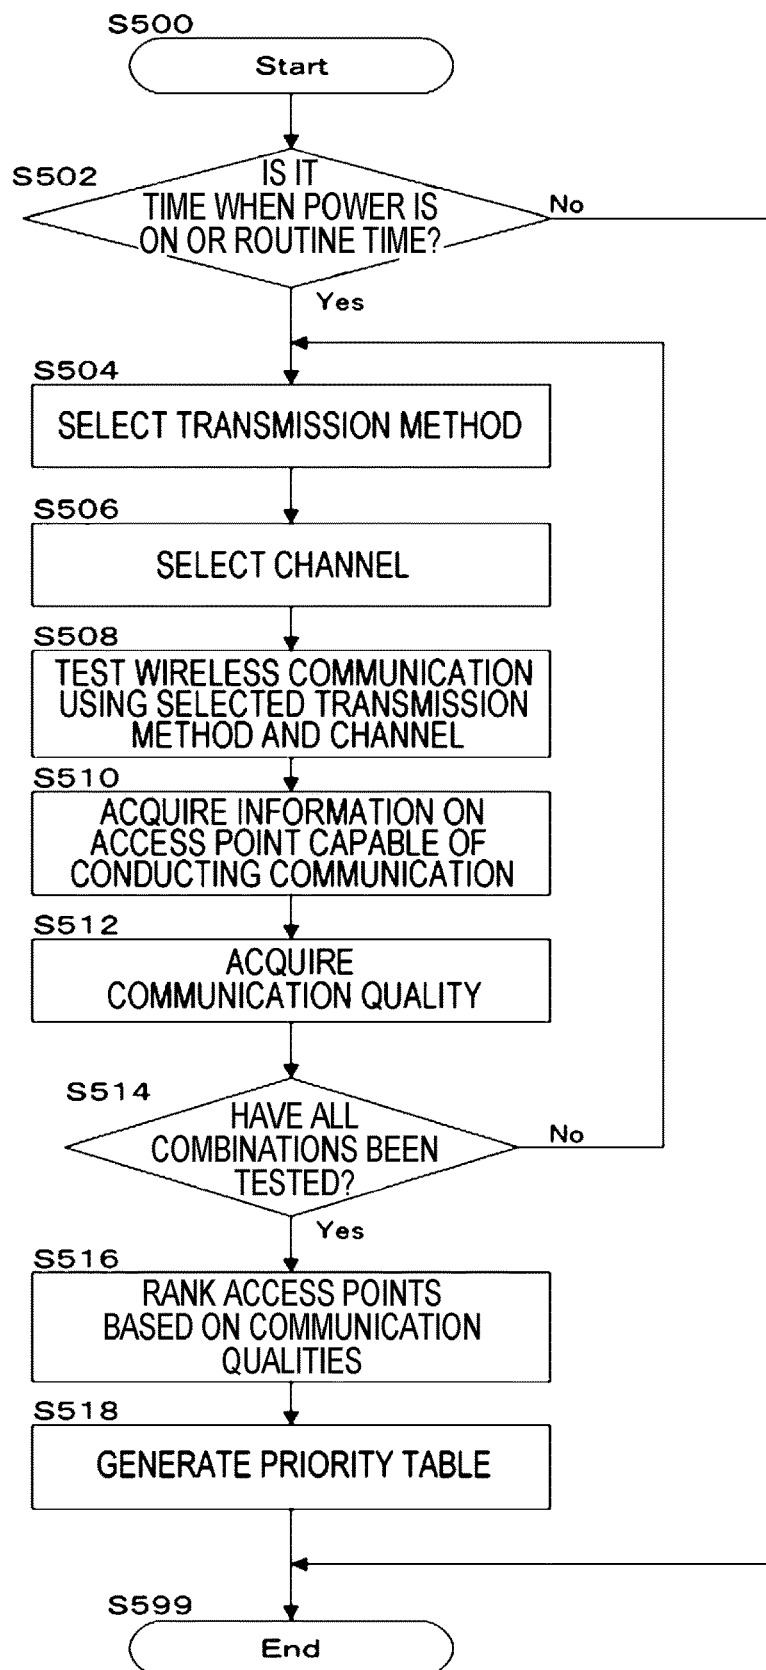 S500
Start
S502
IS IT
TIME WHEN POWER IS
ON OR ROUTINE TIME?
No
Yes
S504
SELECT TRANSMISSION METHOD
S506
SELECT CHANNEL
S508
TEST WIRELESS COMMUNICATION
USING SELECTED TRANSMISSION
METHOD AND CHANNEL
S510
ACQUIRE INFORMATION ON
ACCESS POINT CAPABLE OF
CONDUCTING COMMUNICATION
S512
ACQUIRE
COMMUNICATION QUALITY
S514
HAVE ALL
COMBINATIONS BEEN
TESTED?
No
Yes
S516
RANK ACCESS POINTS
BASED ON COMMUNICATION
QUALITIES
S518
GENERATE PRIORITY TABLE
S599
End